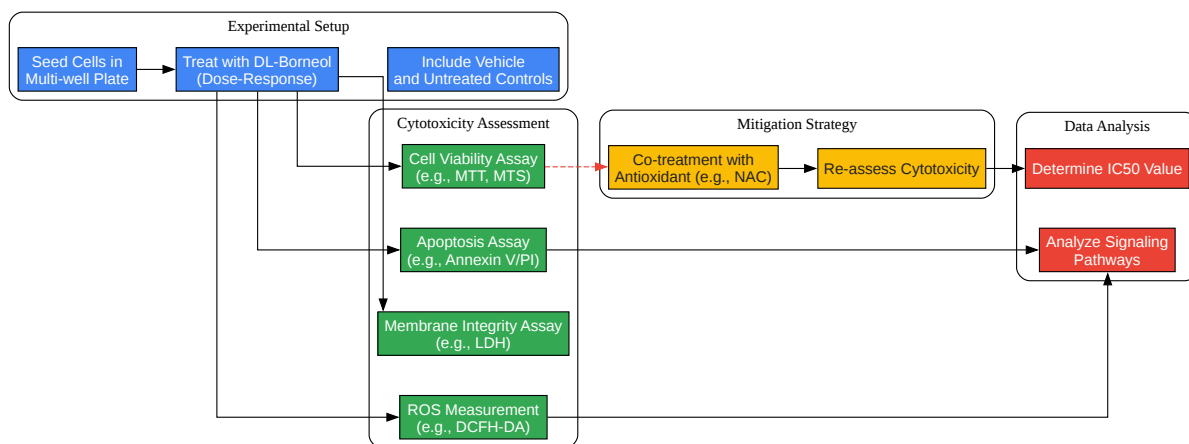 Experimental Setup
Seed Cells in
Multi-well Plate
Treat with DL-Borneol
(Dose-Response)
Include Vehicle
and Untreated Controls
Cytotoxicity Assessment
Cell Viability Assay
(e.g., MTT, MTS)
Apoptosis Assay
(e.g., Annexin V/PI)
Membrane Integrity Assay
(e.g., LDH)
ROS Measurement
(e.g., DCFH-DA)
Mitigation Strategy
Co-treatment with
Antioxidant (e.g., NAC)
Re-assess Cytotoxicity
Data Analysis
Determine IC50 Value
Analyze Signaling
Pathways